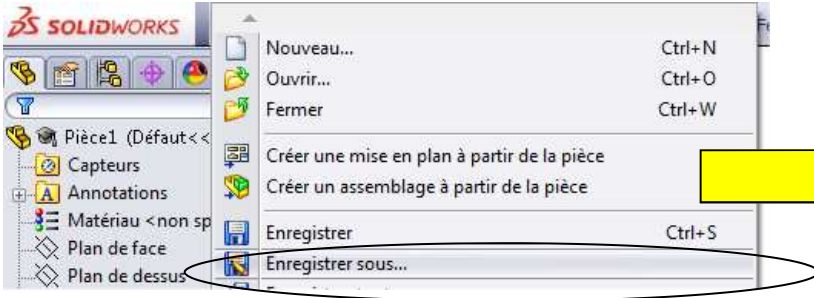 SOLIDWORKS
Nouveau... Ctrl+N
Ouvrir... Ctrl+O
Fermer Ctrl+W
Créer une mise en plan à partir de la pièce
Créer un assemblage à partir de la pièce
Enregistrer Ctrl+S
Enregistrer sous...
Pièce1 (Défaut<<
Capteurs
Annotations
Matériau <non sp
Plan de face
Plan de dessus